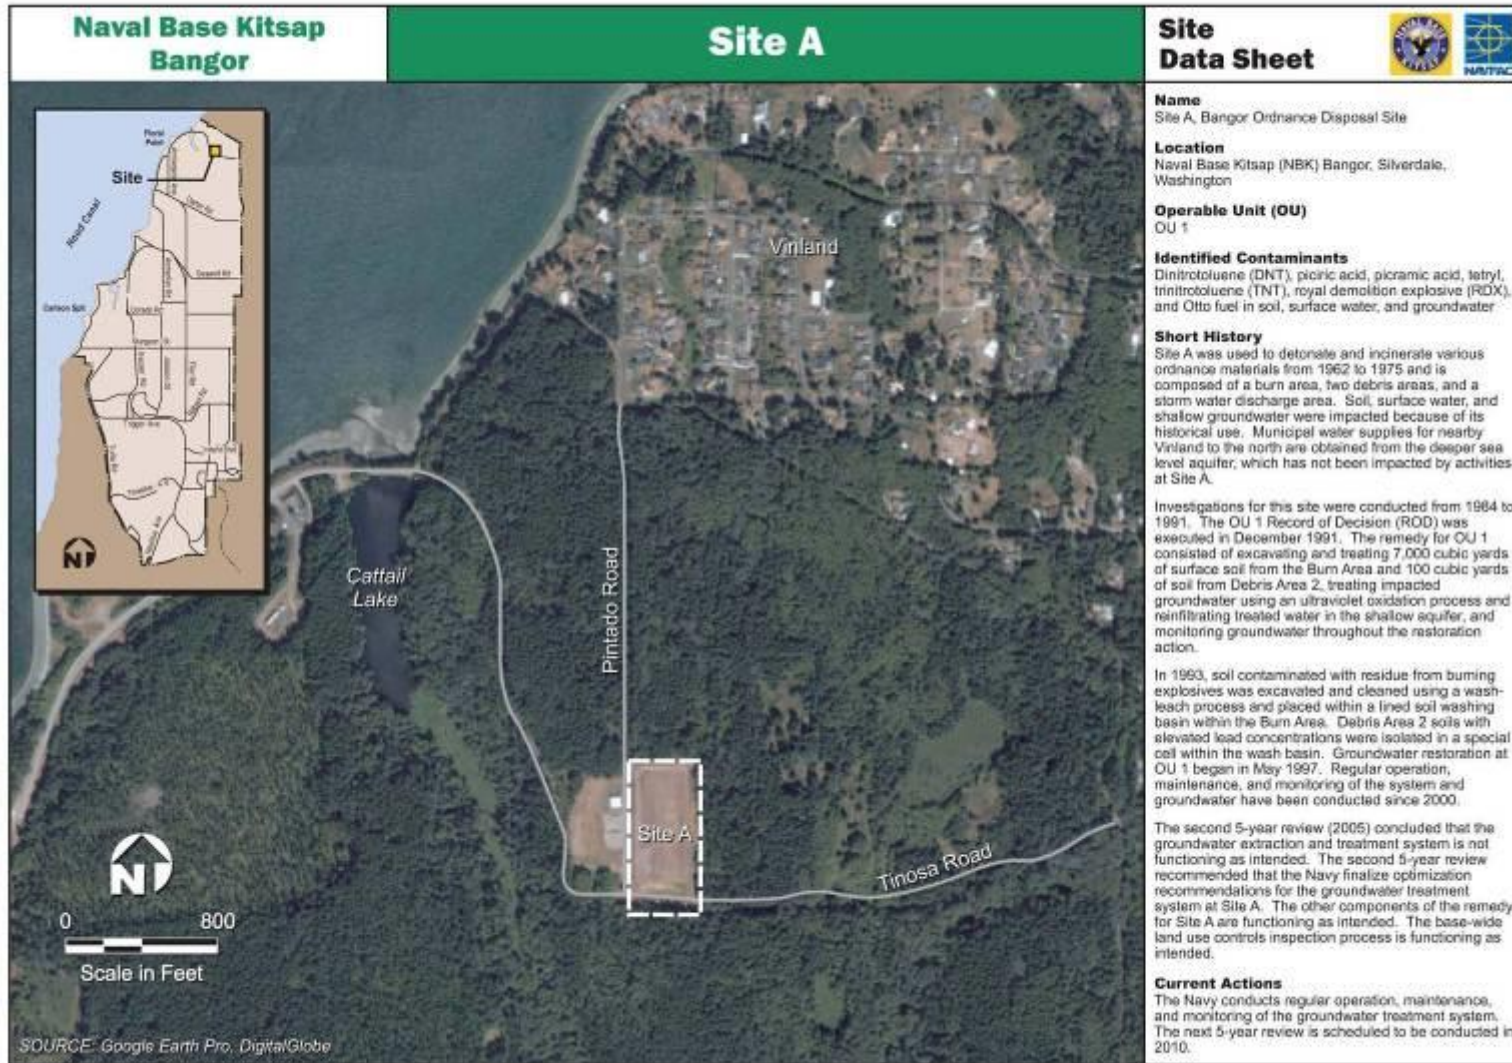 Naval Base Kitsap
Bangor
Site A
Site
Data Sheet
NAVAL BASE
KITSAP
NAVFAC
Name
Site A, Bangor Ordnance Disposal Site
Location
Naval Base Kitsap (NBK) Bangor, Silverdale,
Washington
Operable Unit (OU)
OU 1
Identified Contaminants
Dinitrotoluene (DNT), piciric acid, picramic acid, tetryl,
trinitrotoluene (TNT), royal demolition explosive (RDX),
and Otto fuel in soil, surface water, and groundwater
Short History
Site A was used to detonate and incinerate various
ordnance materials from 1962 to 1975 and is
composed of a burn area, two debris areas, and a
storm water discharge area. Soil, surface water, and
shallow groundwater were impacted because of its
historical use. Municipal water supplies for nearby
Vinland to the north are obtained from the deeper sea
level aquifer, which has not been impacted by activities
at Site A.
Investigations for this site were conducted from 1984 to
1991. The OU 1 Record of Decision (ROD) was
executed in December 1991. The remedy for OU 1
consisted of excavating and treating 7,000 cubic yards
of surface soil from the Burn Area and 100 cubic yards
of soil from Debris Area 2, treating impacted
groundwater using an ultraviolet oxidation process and
reinfiltrating treated water in the shallow aquifer, and
monitoring groundwater throughout the restoration
action.
In 1993, soil contaminated with residue from burning
explosives was excavated and cleaned using a wash-
leach process and placed within a lined soil washing
basin within the Burn Area. Debris Area 2 soils with
elevated lead concentrations were isolated in a special
cell within the wash basin. Groundwater restoration at
OU 1 began in May 1997. Regular operation,
maintenance, and monitoring of the system and
groundwater have been conducted since 2000.
The second 5-year review (2005) concluded that the
groundwater extraction and treatment system is not
functioning as intended. The second 5-year review
recommended that the Navy finalize optimization
recommendations for the groundwater treatment
system at Site A. The other components of the remedy
for Site A are functioning as intended. The base-wide
land use controls inspection process is functioning as
intended.
Current Actions
The Navy conducts regular operation, maintenance,
and monitoring of the groundwater treatment system.
The next 5-year review is scheduled to be conducted in
2010.
Floral
Point
Site
Hood Canal
Carlson Spit
N
Vinland
Cattail
Lake
Pintado Road
Site A
Tinosa Road
N
0 800
Scale in Feet
SOURCE: Google Earth Pro, DigitalGlobe